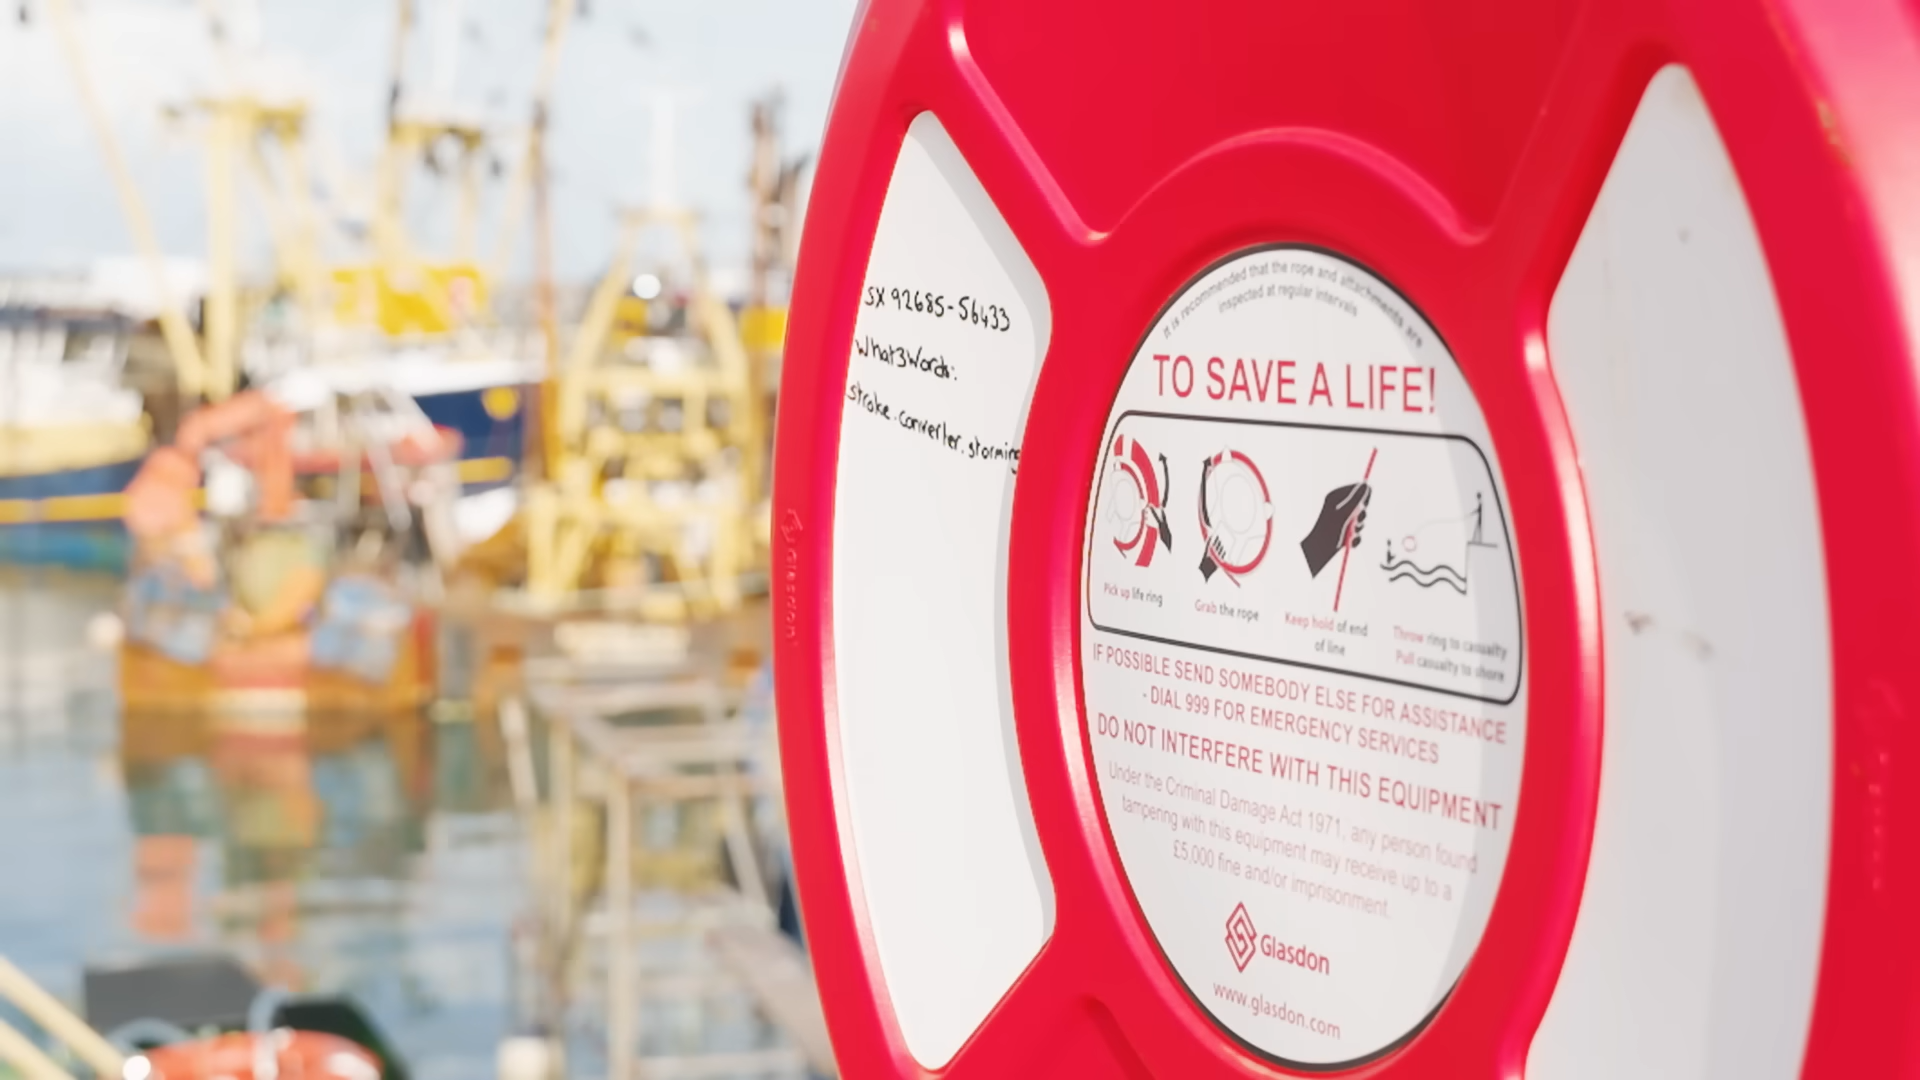 SX 92685-56433
What3Words:.
stroke.converter.storming
It is recommended that the rope and attachments are
inspected at regular intervals
TO SAVE A LIFE!
Pick up life ring
Grab the rope
Keep hold of end
of line
Throw ring to casualty
Pull casualty to shore
IF POSSIBLE SEND SOMEBODY ELSE FOR ASSISTANCE
- DIAL 999 FOR EMERGENCY SERVICES
DO NOT INTERFERE WITH THIS EQUIPMENT
Under the Criminal Damage Act 1971, any person found
tampering with this equipment may receive up to a
£5,000 fine and/or imprisonment.
Glasdon
www.glasdon.com
Glasdon